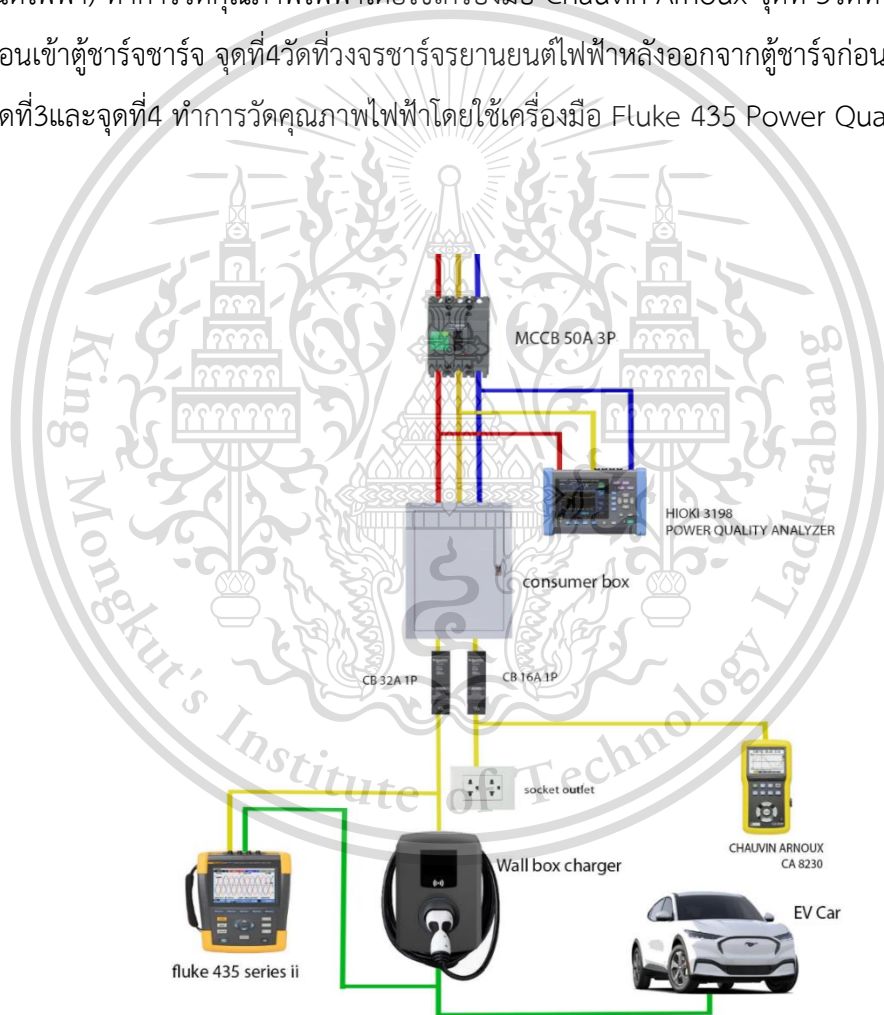 ทำการวัดคุณภาพไฟฟ้าโดยใช้เครื่องมือ Chauvin Arnoux จุดที่
ก่อนเข้าตู้ชาร์จชาร์จ จุดที่4วัดที่วงจรชาร์จรยานยนต์ไฟฟ้าหลังออกจากตู้ชาร์จก่อน
ดที่3และจุดที่4 ทำการวัดคุณภาพไฟฟ้าโดยใช้เครื่องมือ Fluke 435 Power Qua
MCCB 50A 3P
HIOKI 3198
POWER QUALITY ANALYZER
consumer box
CB 32A 1P
CB 16A 1P
socket outlet
CHAUVIN ARNOUX
CA 8230
Wall box charger
EV Car
fluke 435 series ii
King Mongkut's Institute of Technology Ladkrabang